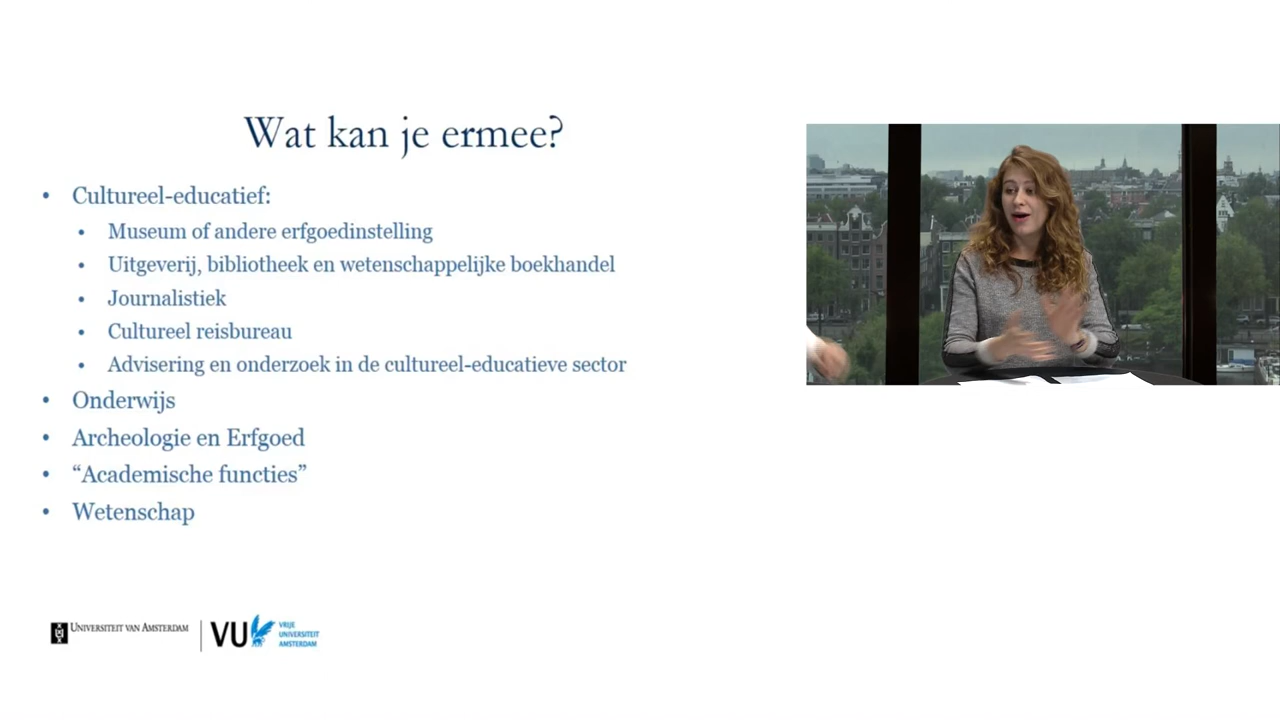 Wat kan je ermee?
• Cultureel-educatief:
• Museum of andere erfgoedinstelling
• Uitgeverij, bibliotheek en wetenschappelijke boekhandel
• Journalistiek
• Cultureel reisbureau
• Advisering en onderzoek in de cultureel-educatieve sector
• Onderwijs
• Archeologie en Erfgoed
• “Academische functies”
• Wetenschap
UNIVERSITEIT VAN AMSTERDAM
VU
VRIJE
UNIVERSITEIT
AMSTERDAM